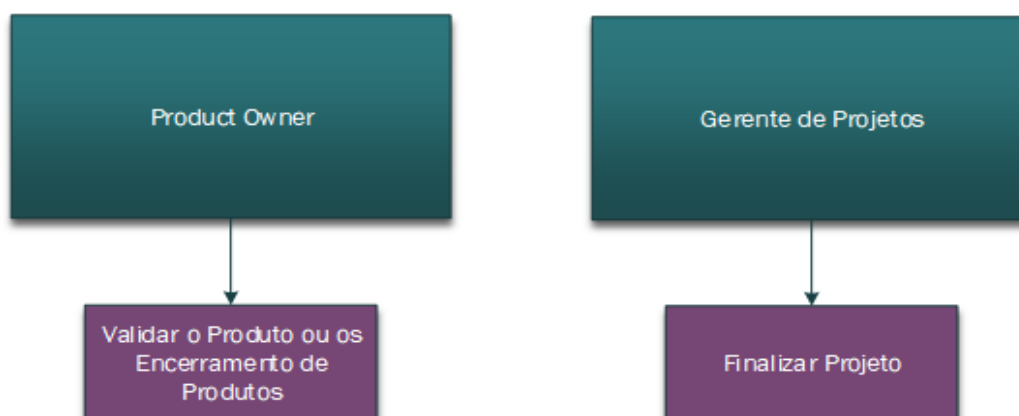 Product Owner
Gerente de Projetos
Validar o Produto ou os
Encerramento de
Produtos
Finalizar Projeto